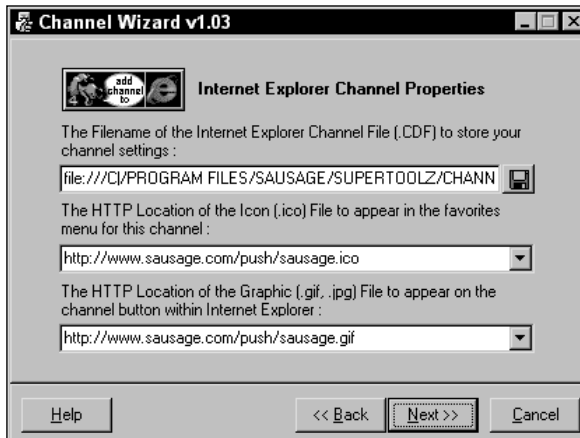 Channel Wizard v1.03
4
add
channel
to
Internet Explorer Channel Properties
The Filename of the Internet Explorer Channel File (.CDF) to store your
channel settings :
file:///C|/PROGRAM FILES/SAUSAGE/SUPERTOOLZ/CHANN
The HTTP Location of the Icon (.ico) File to appear in the favorites
menu for this channel :
http://www.sausage.com/push/sausage.ico
The HTTP Location of the Graphic (.gif, .jpg) File to appear on the
channel button within Internet Explorer :
http://www.sausage.com/push/sausage.gif
Help
<< Back
Next >>
Cancel